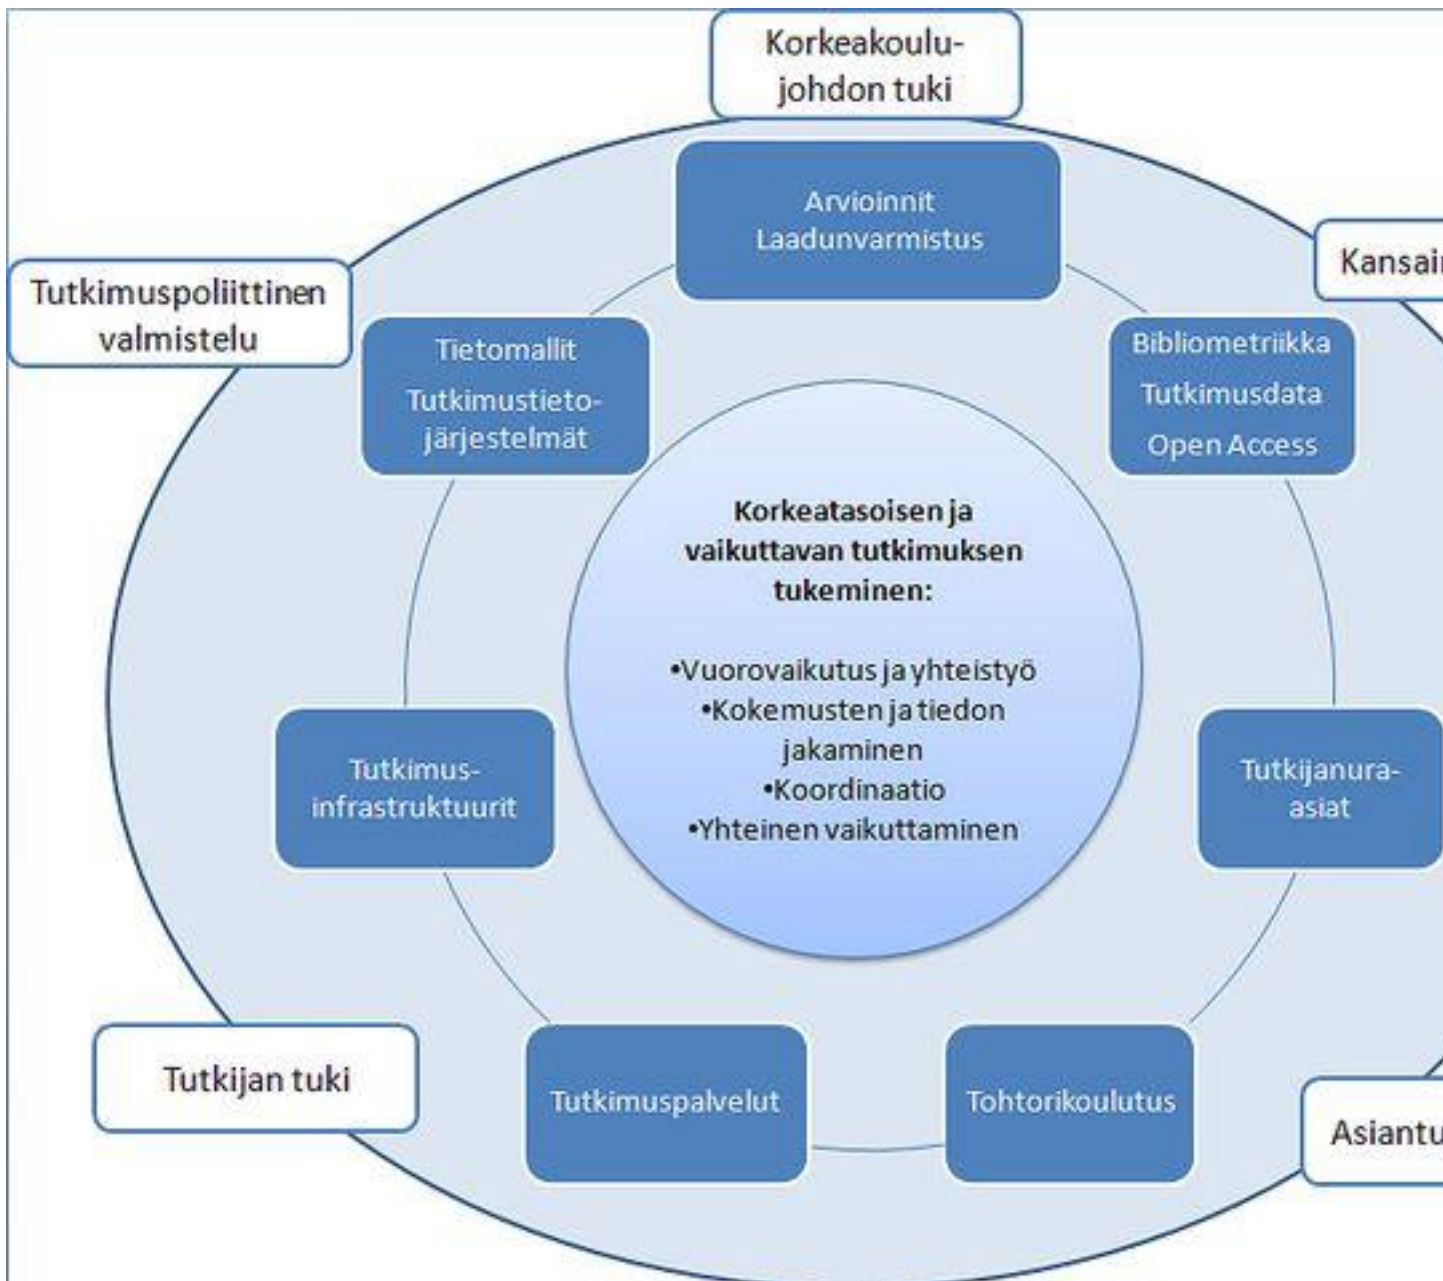 Korkeakoulu-
johdon tuki
Arvioinnit
Laadunvarmistus
Tutkimuspoliittinen
valmistelu
Tietomallit
Tutkimustieto-
järjestelmät
Bibliometriikka
Tutkimusdata
Open Access
Korkeatasoisen ja
vaikuttavan tutkimuksen
tukeminen:
•Vuorovaikutus ja yhteistyö
•Kokemusten ja tiedon
jakaminen
•Koordinaatio
•Yhteinen vaikuttaminen
Tutkimus-
infrastruktuurit
Tutkijanura-
asiat
Tutkijan tuki
Tutkimuspalvelut
Tohtorikoulutus